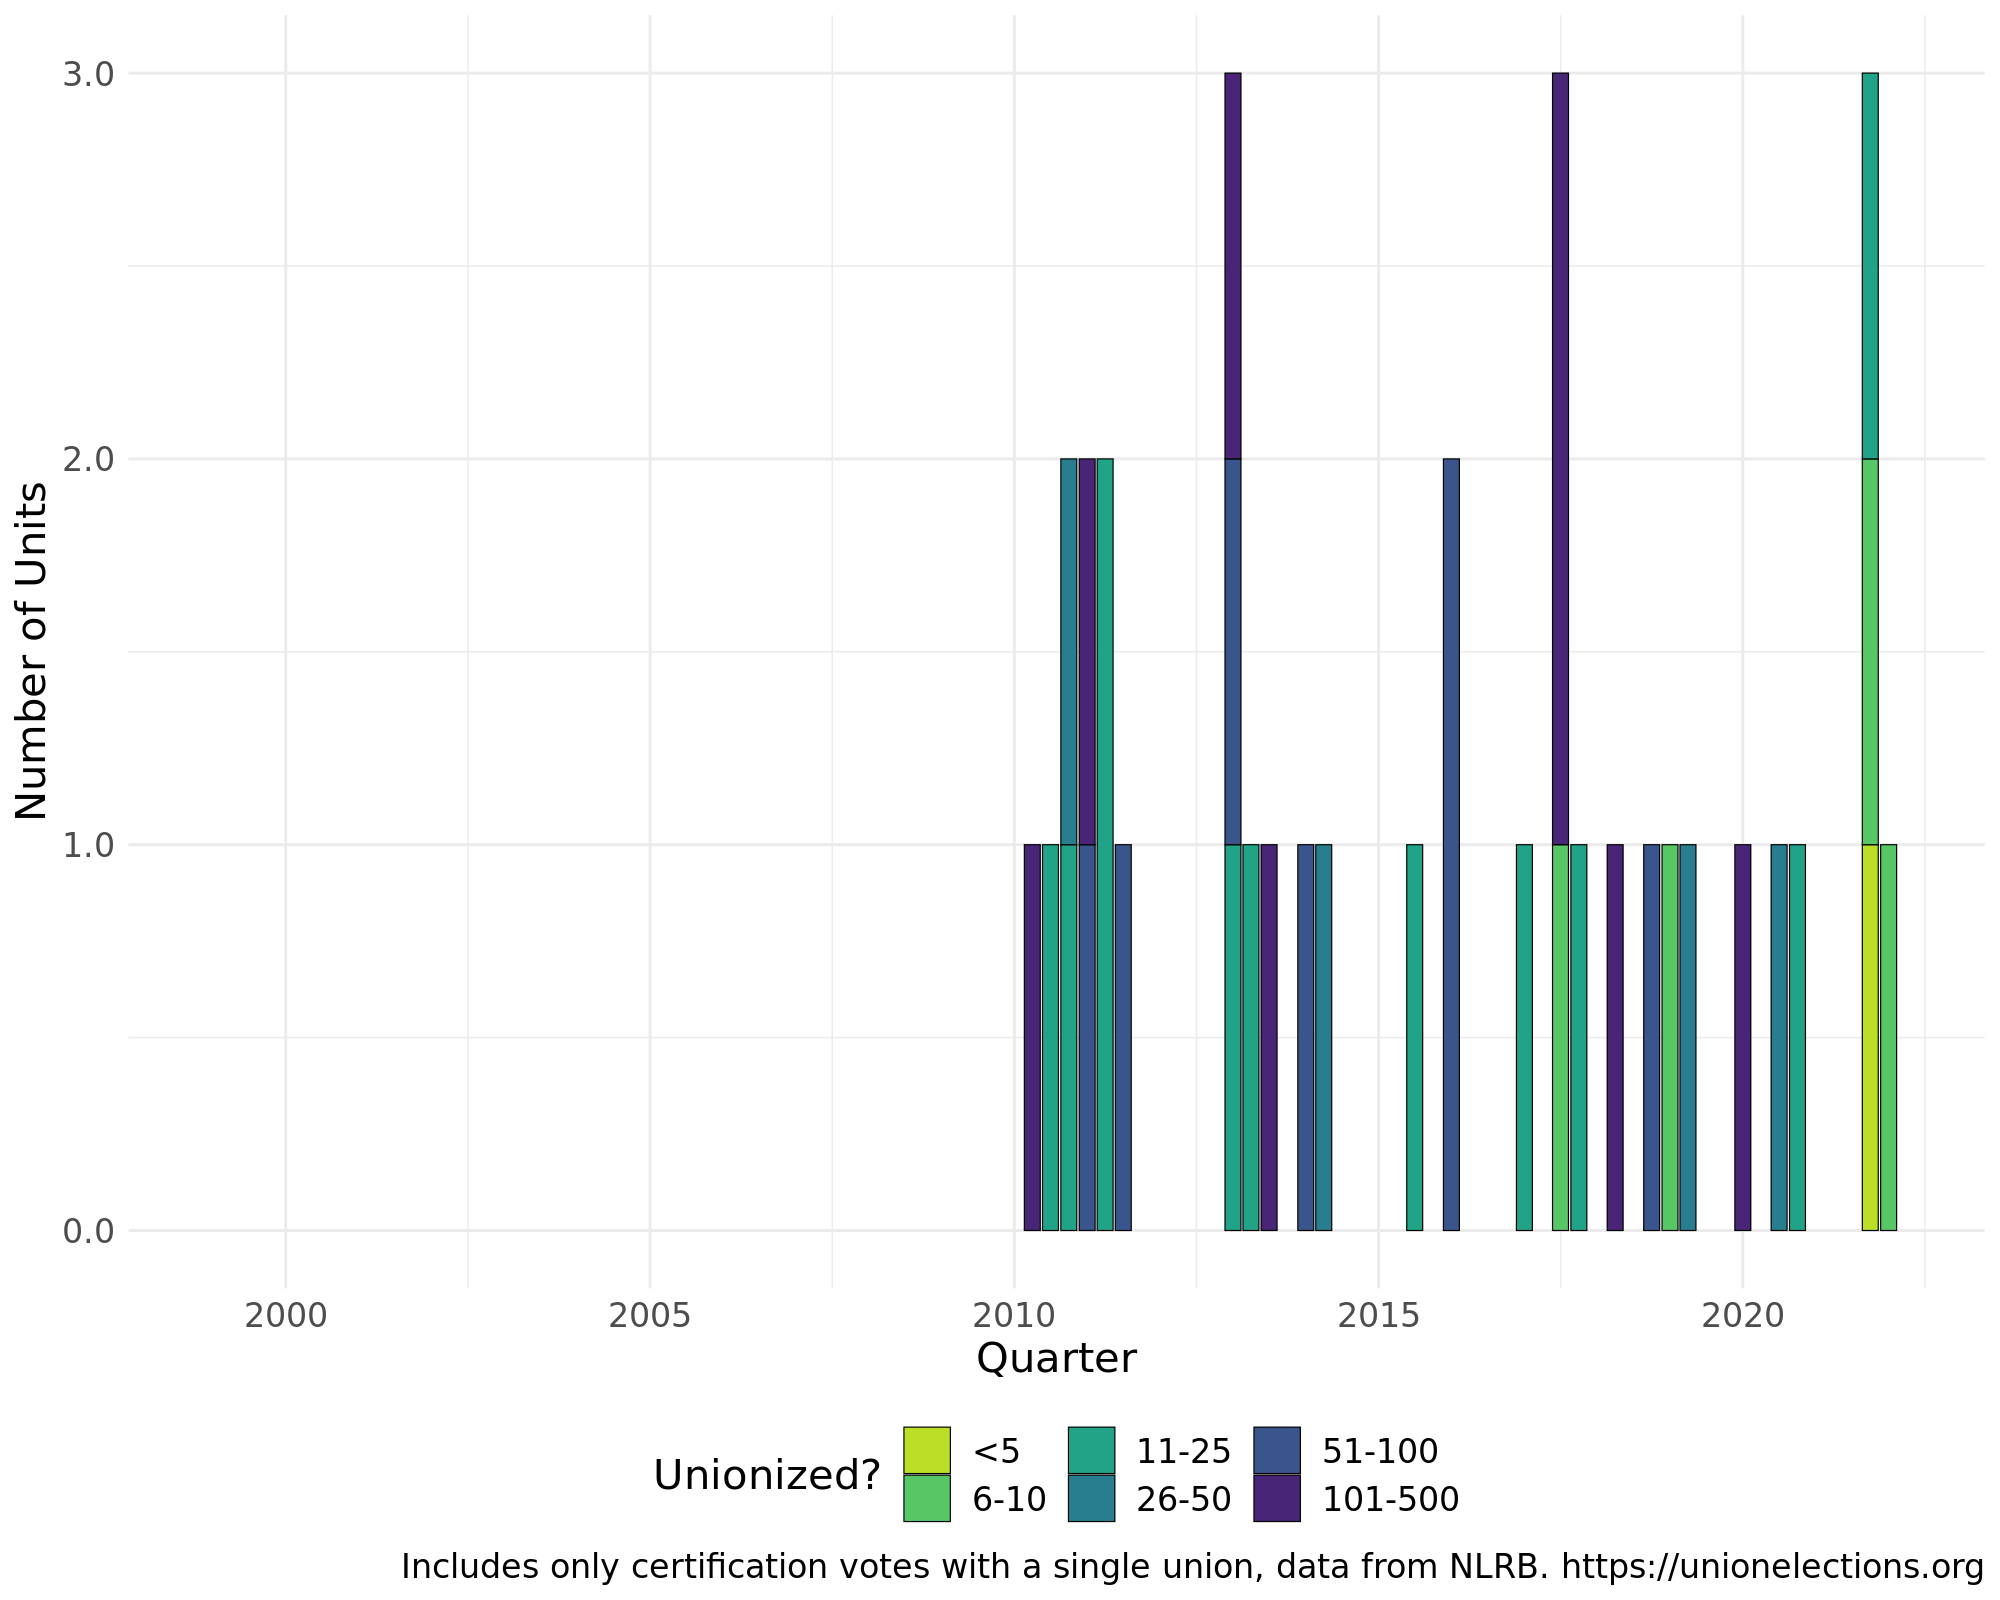 3.0
2.0
1.0
0.0
Number of Units
2000 2005 2010 2015 2020
Quarter
Unionized?
<5 11-25 51-100
6-10 26-50 101-500
Includes only certification votes with a single union, data from NLRB. https://unionelections.org